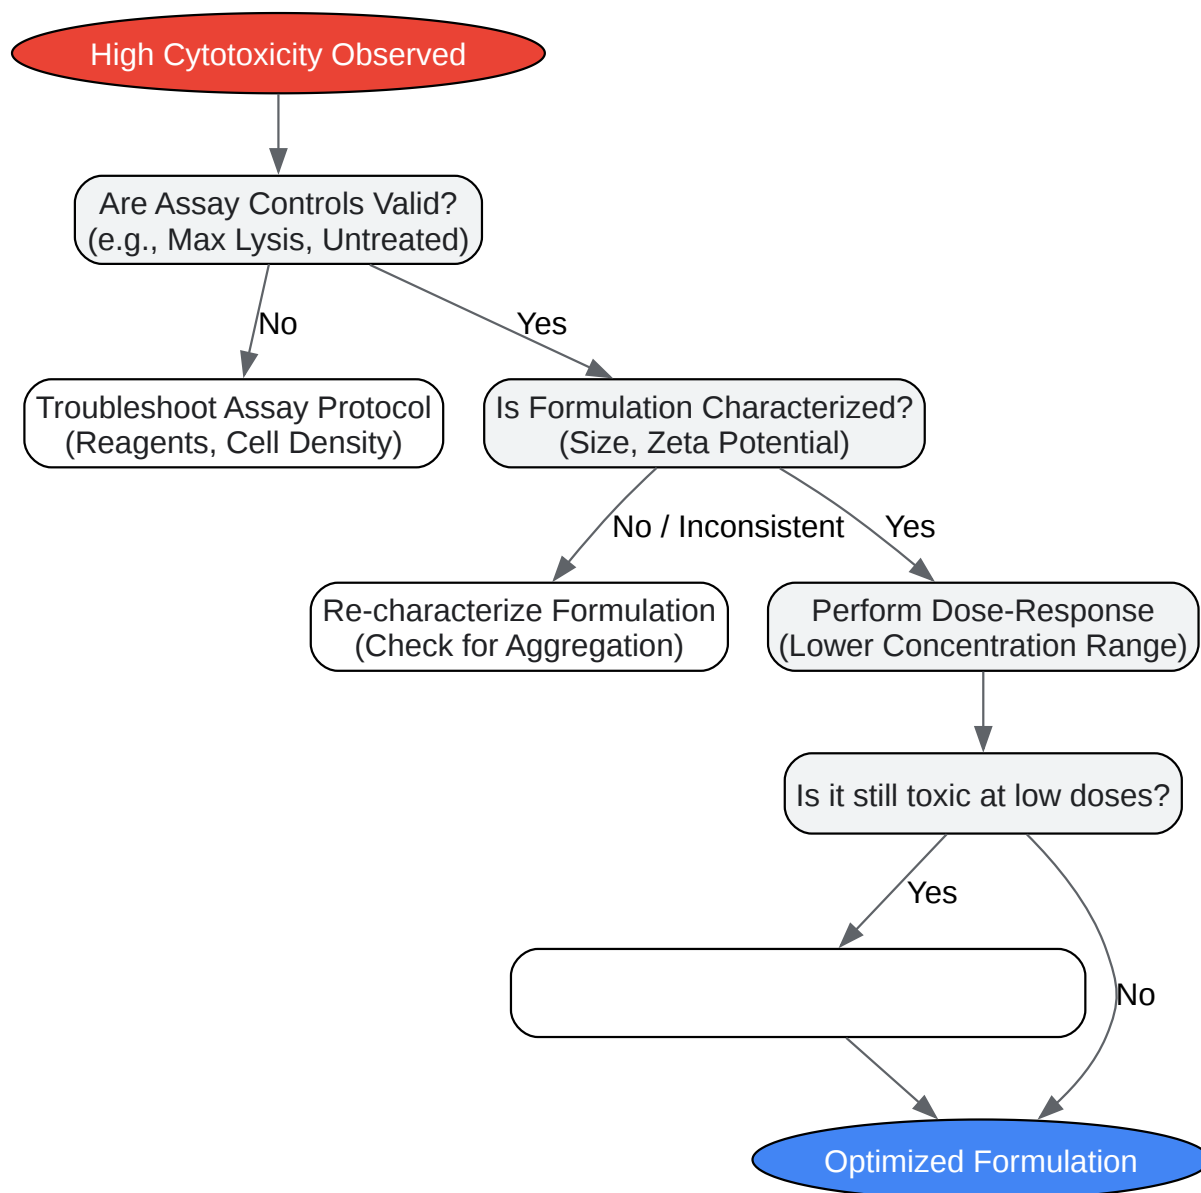 High Cytotoxicity Observed
Are Assay Controls Valid?
(e.g., Max Lysis, Untreated)
No
Yes
Troubleshoot Assay Protocol
(Reagents, Cell Density)
Is Formulation Characterized?
(Size, Zeta Potential)
No / Inconsistent
Yes
Re-characterize Formulation
(Check for Aggregation)
Perform Dose-Response
(Lower Concentration Range)
Is it still toxic at low doses?
Yes
No
Optimized Formulation